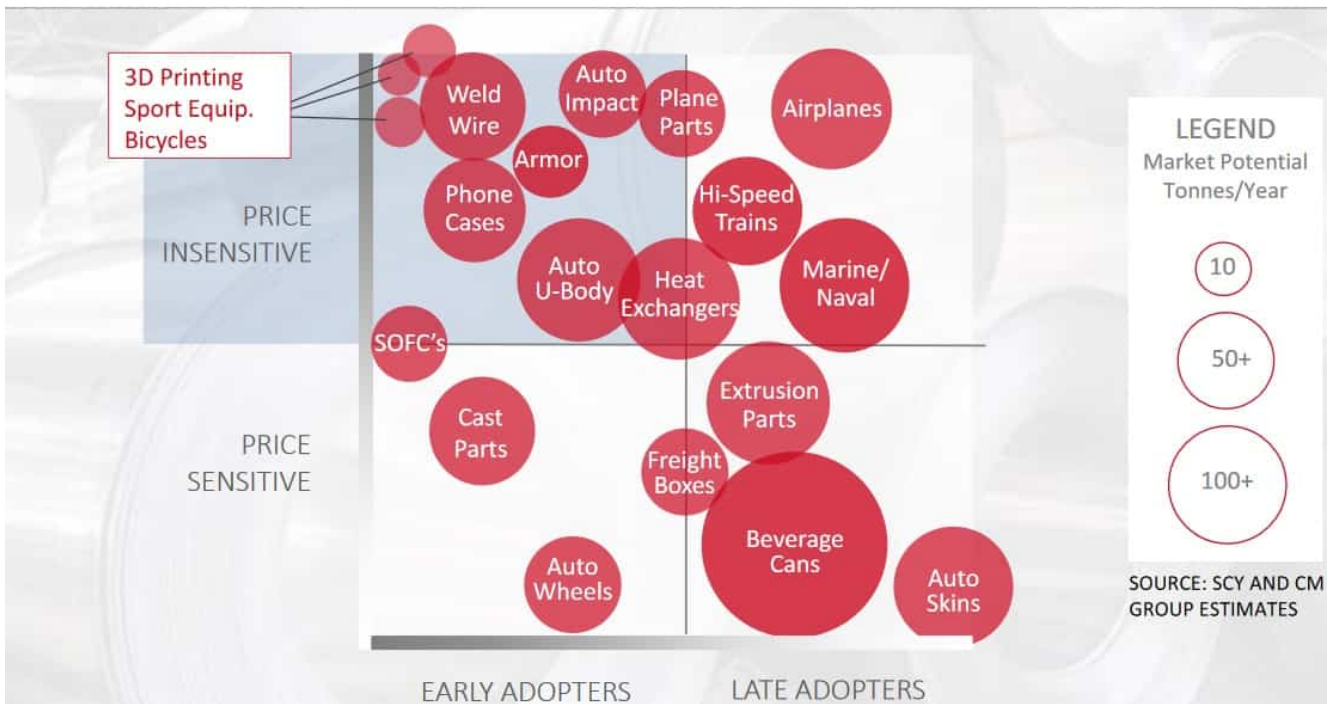 3D Printing
Sport Equip.
Bicycles
Weld
Wire
Auto
Impact
Plane
Parts
Airplanes
Armor
Phone
Cases
Hi-Speed
Trains
PRICE
INSENSITIVE
Auto
U-Body
Heat
Exchangers
Marine/
Naval
SOFC's
Cast
Parts
Extrusion
Parts
PRICE
SENSITIVE
Freight
Boxes
Beverage
Cans
Auto
Wheels
Auto
Skins
EARLY ADOPTERS
LATE ADOPTERS
LEGEND
Market Potential
Tonnes/Year
10
50+
100+
SOURCE: SCY AND CM
GROUP ESTIMATES